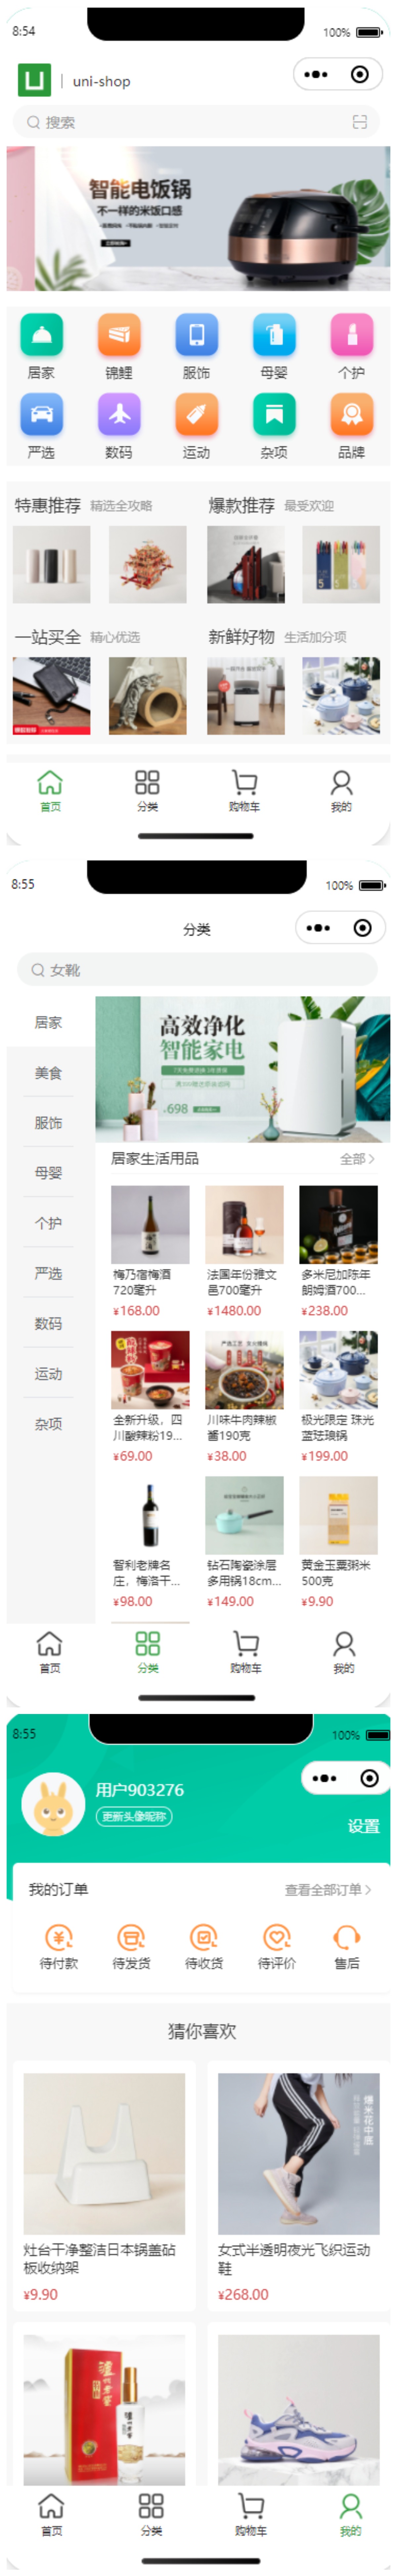 8:54
100%
uni-shop
搜索
智能电饭锅
不一样的米饭口感
居家
锦鲤
服饰
母婴
个护
严选
数码
运动
杂项
品牌
特惠推荐 精选全攻略
爆款推荐 最受欢迎
一站买全 精心优选
新鲜好物 生活加分项
首页
分类
购物车
我的
8:55
100%
分类
女靴
居家
美食
服饰
母婴
个护
严选
数码
运动
杂项
高效净化
智能家电
698
居家生活用品
全部
梅乃宿梅酒
720毫升
¥168.00
法国年份雅文
邑700毫升
¥1480.00
多米尼加陈年
朗姆酒700...
¥238.00
全新升级，四
川酸辣粉19...
¥69.00
川味牛肉辣椒
酱190克
¥38.00
极光限定 珠光
蓝珐琅锅
¥199.00
智利老牌名
庄，梅洛干...
¥98.00
钻石陶瓷涂层
多用锅18cm...
¥149.00
黄金玉粟粥米
500克
¥9.90
首页
分类
购物车
我的
8:55
100%
用户903276
更新头像昵称
设置
我的订单
查看全部订单
待付款
待发货
待收货
待评价
售后
猜你喜欢
爆米花中底
灶台干净整洁日本锅盖砧
板收纳架
¥9.90
女式半透明夜光飞织运动
鞋
¥268.00
首页
分类
购物车
我的